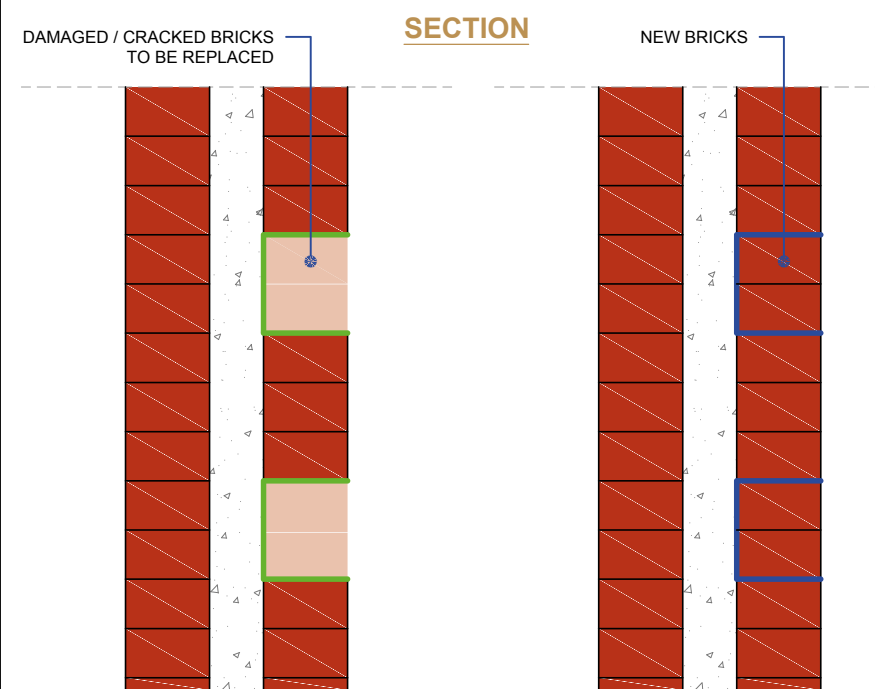 SECTION
DAMAGED / CRACKED BRICKS
TO BE REPLACED
NEW BRICKS